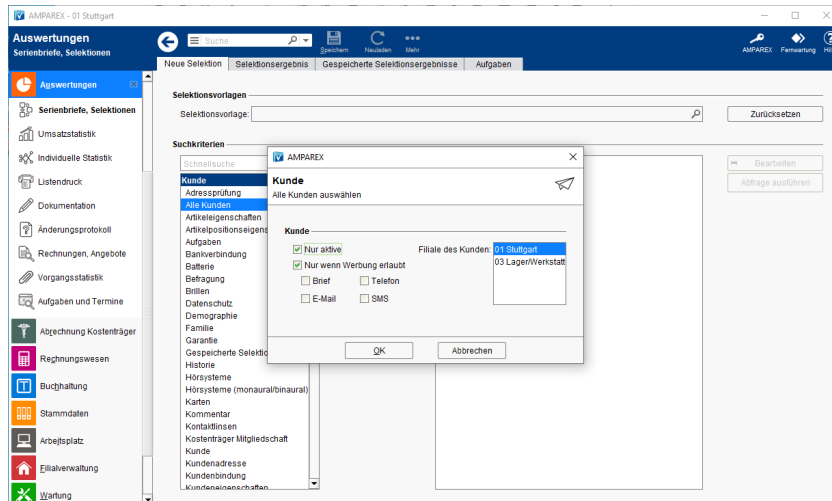 AMPAREX - 01 Stuttgart
Auswertungen
Serienbriefe, Selektionen
Suche
Speichern
Neuladen
Mehr
AMPAREX
Fernwartung
Neue Selektion
Selektionsergebnis
Gespeicherte Selektionsergebnisse
Aufgaben
Auswertungen
Serienbriefe, Selektionen
Umsatzstatistik
Individuelle Statistik
Listendruck
Dokumentation
Änderungsprotokoll
Rechnungen, Angebote
Vorgangsstatistik
Aufgaben und Termine
Abrechnung Kostenträger
Rechnungswesen
Buchhaltung
Stammdaten
Arbeitsplatz
Filialverwaltung
Wartung
Selektionsvorlagen
Selektionsvorlage:
Zurücksetzen
Suchkriterien
Schnellsuche
Bearbeiten
Abfrage ausführen
Kunde
Adressprüfung
Alle Kunden
Artikeleigenschaften
Artikelpositionseigens
Aufgaben
Bankverbindung
Batterie
Befragung
Brillen
Datenschutz
Demographie
Familie
Garantie
Gespeicherte Selektio
Historie
Hörsysteme
Hörsysteme (monaural/binaural)
Karten
Kommentar
Kontaktlinsen
Kostenträger Mitgliedschaft
Kunde
Kundenadresse
Kundenbindung
Kundeneigenschaften
AMPAREX
Kunde
Alle Kunden auswählen
Kunde
Nur aktive
Filiale des Kunden:
01 Stuttgart
Nur wenn Werbung erlaubt
03 Lager/Werkstatt
Brief
Telefon
E-Mail
SMS
OK
Abbrechen